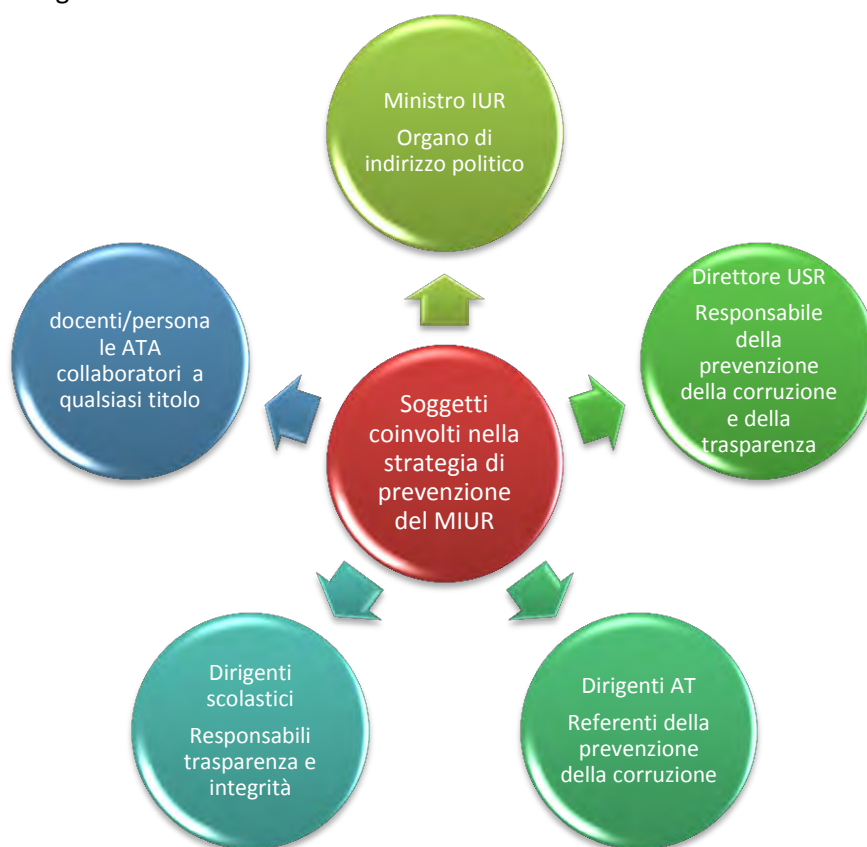 Ministro IUR
Organo di
indirizzo politico
Direttore USR
Responsabile
della
prevenzione
della corruzione
e della
trasparenza
docenti/persona
le ATA
collaboratori a
qualsiasi titolo
Soggetti
coinvolti nella
strategia di
prevenzione
del MIUR
Dirigenti
scolastici
Responsabili
trasparenza e
integrità
Dirigenti AT
Referenti della
prevenzione
della corruzione